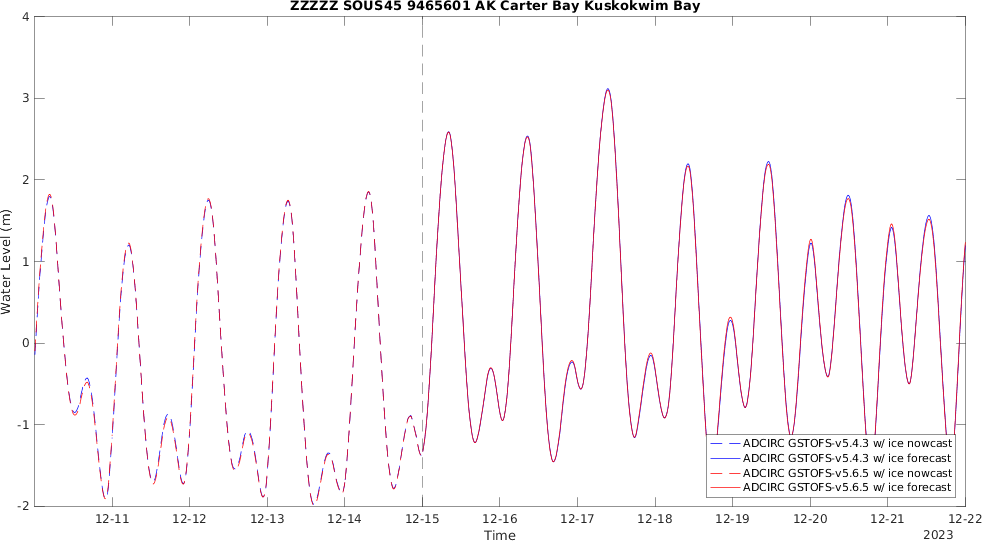 ZZZZZ SOUS45 9465601 AK Carter Bay Kuskokwim Bay
4
3
2
1
0
-1
-2
Water Level (m)
ADCIRC GSTOFS-v5.4.3 w/ ice nowcast
ADCIRC GSTOFS-v5.4.3 w/ ice forecast
ADCIRC GSTOFS-v5.6.5 w/ ice nowcast
ADCIRC GSTOFS-v5.6.5 w/ ice forecast
12-11 12-12 12-13 12-14 12-15 12-16 12-17 12-18 12-19 12-20 12-21 12-22
Time
2023